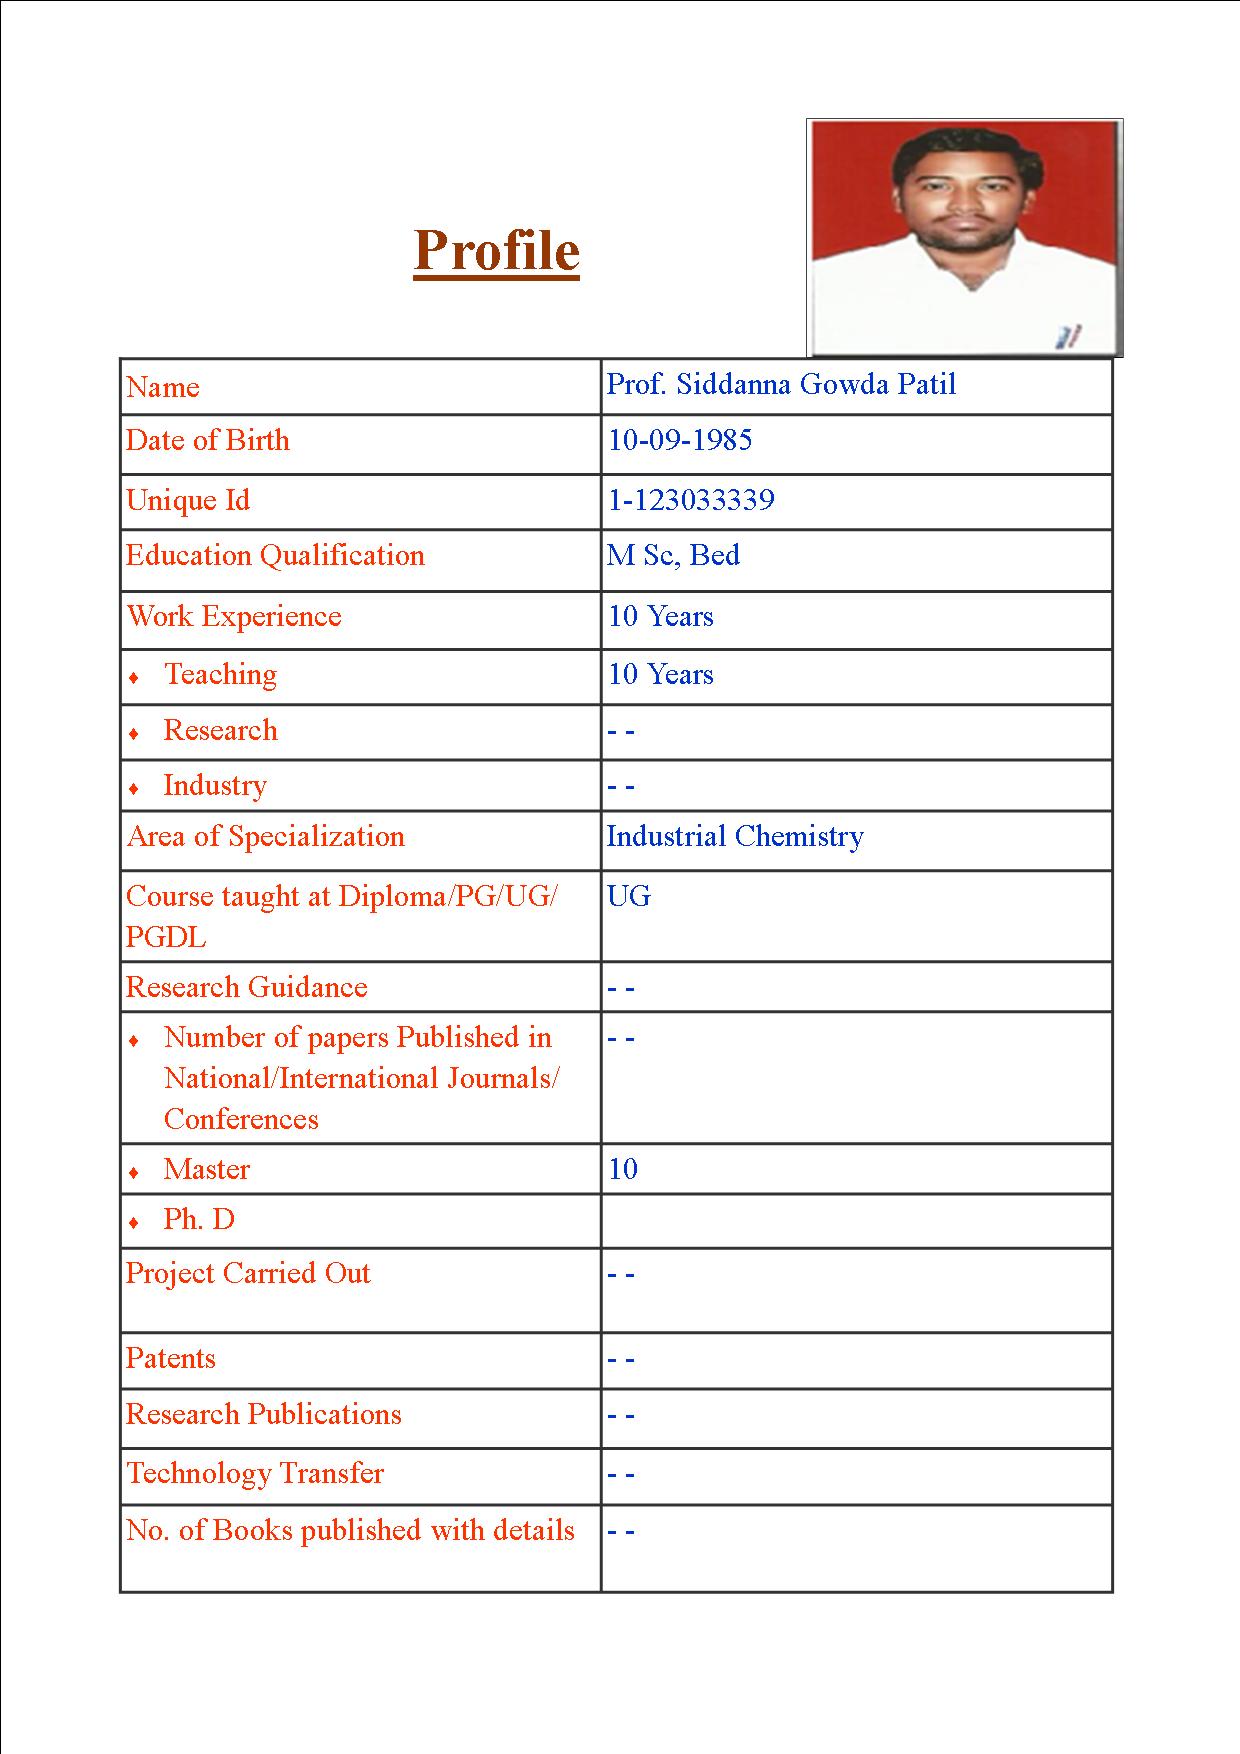 Profile
Name
Prof. Siddanna Gowda Patil
Date of Birth
10-09-1985
Unique Id
1-123033339
Education Qualification
M Sc, Bed
Work Experience
10 Years
♦ Teaching
10 Years
♦ Research
- -
♦ Industry
- -
Area of Specialization
Industrial Chemistry
Course taught at Diploma/PG/UG/
PGDL
UG
Research Guidance
- -
♦ Number of papers Published in
National/International Journals/
Conferences
- -
♦ Master
10
♦ Ph. D
Project Carried Out
- -
Patents
- -
Research Publications
- -
Technology Transfer
- -
No. of Books published with details
- -